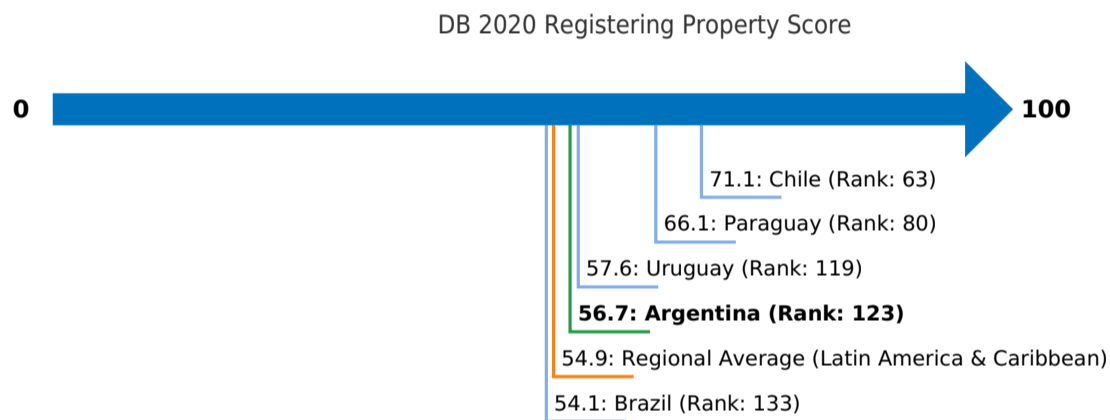 DB 2020 Registering Property Score
0
100
71.1: Chile (Rank: 63)
66.1: Paraguay (Rank: 80)
57.6: Uruguay (Rank: 119)
56.7: Argentina (Rank: 123)
54.9: Regional Average (Latin America & Caribbean)
54.1: Brazil (Rank: 133)